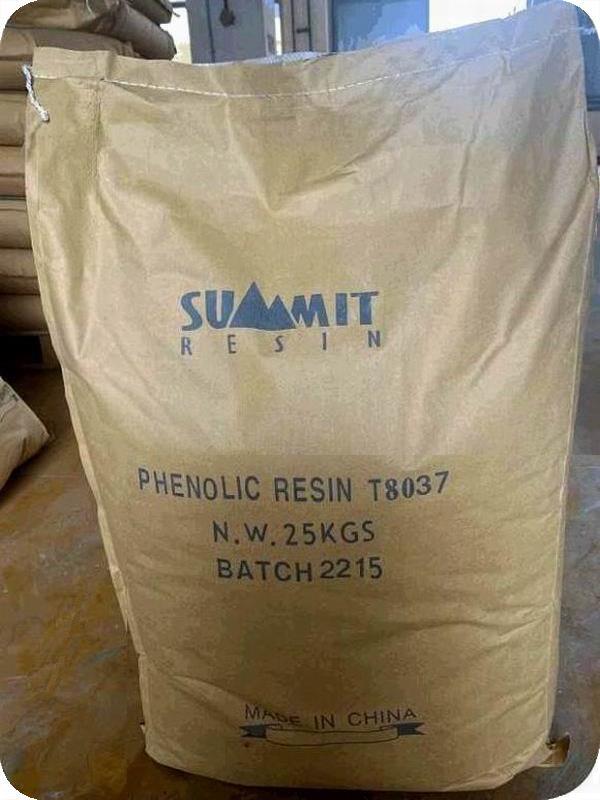 SUMMIT
RESIN
PHENOLIC RESIN T8037
N.W.25KGS
BATCH 2215
MADE IN CHINA